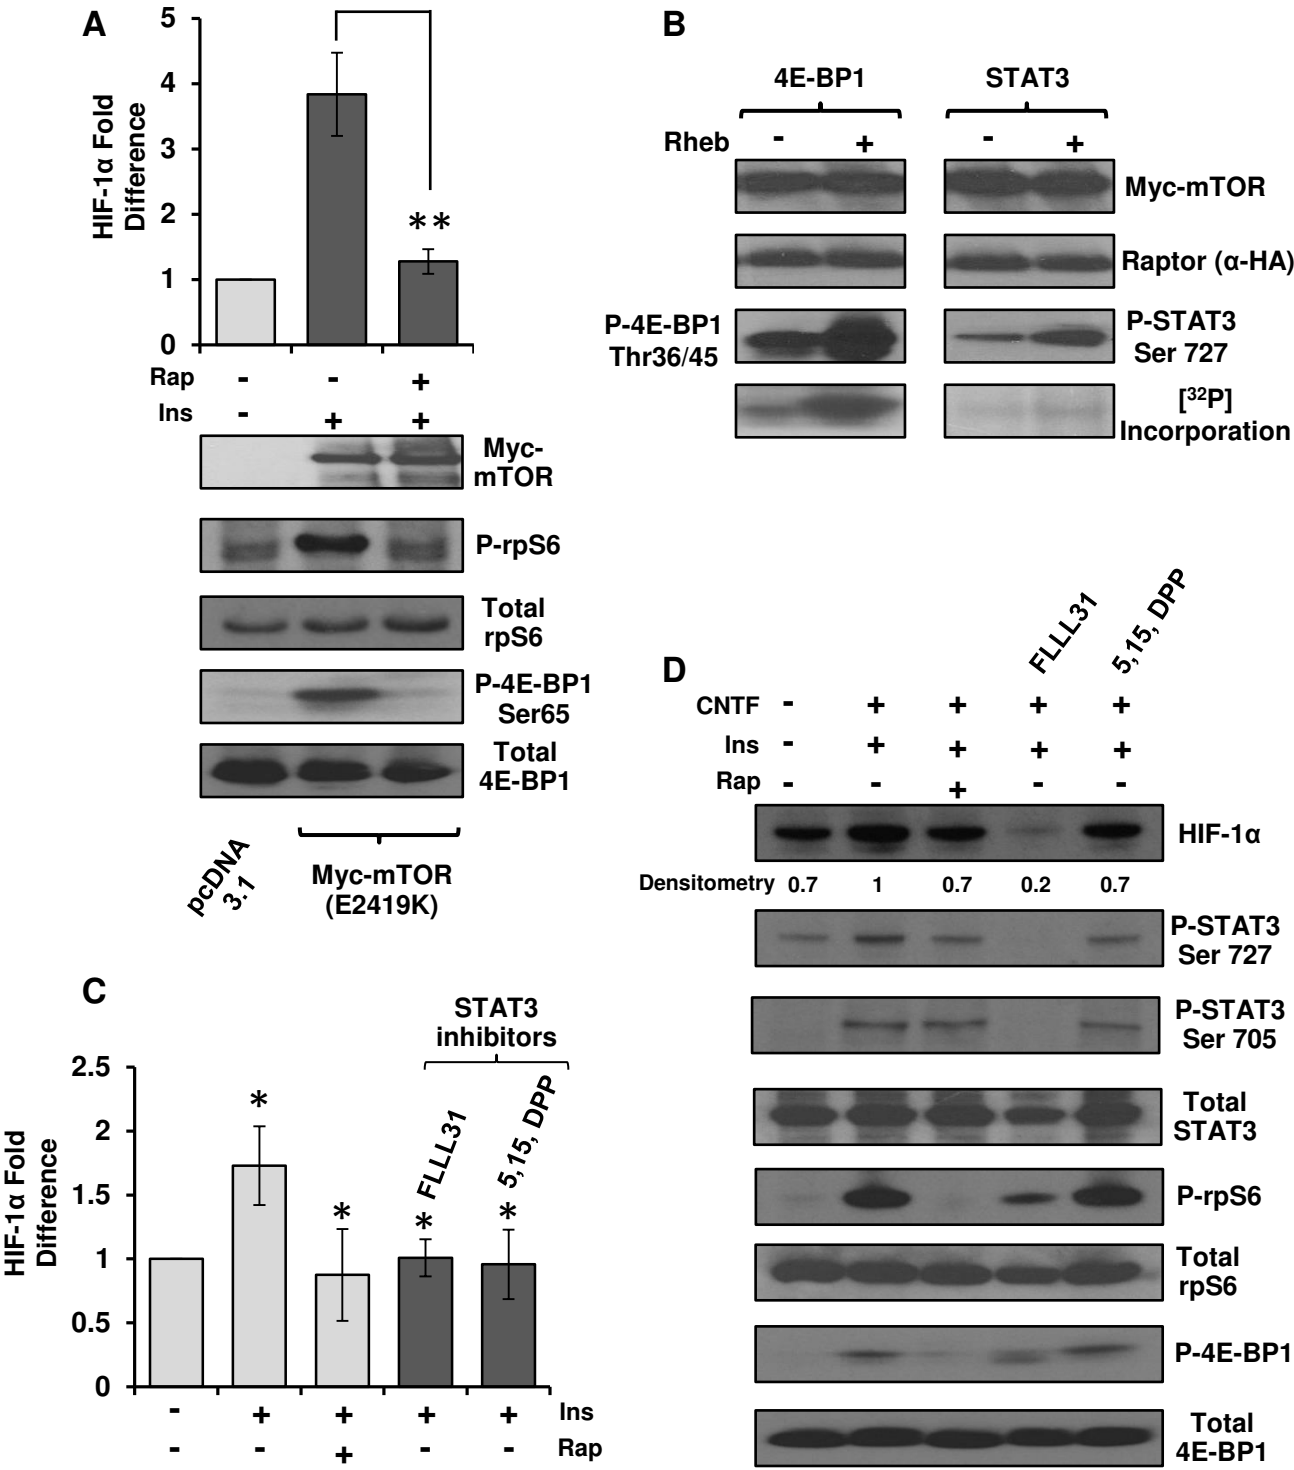 A
5
4
3
2
1
0
HIF-1α Fold
Difference
**
Rap - - +
Ins - + +
Myc-
mTOR
P-rpS6
Total
rpS6
P-4E-BP1
Ser65
Total
4E-BP1
pcDNA
3.1
Myc-mTOR
(E2419K)
B
4E-BP1 STAT3
Rheb - + - +
Myc-mTOR
Raptor (α-HA)
P-4E-BP1
Thr36/45
P-STAT3
Ser 727
[³²P]
Incorporation
C
STAT3
inhibitors
FLLL31
5,15, DPP
2.5
2
1.5
1
0.5
0
HIF-1α Fold
Difference
* * * *
- + + + + Ins
- - + - - Rap
D
FLLL31
5,15, DPP
CNTF - + + + +
Ins - + + + +
Rap - - + - -
HIF-1α
Densitometry 0.7 1 0.7 0.2 0.7
P-STAT3
Ser 727
P-STAT3
Ser 705
Total
STAT3
P-rpS6
Total
rpS6
P-4E-BP1
Total
4E-BP1